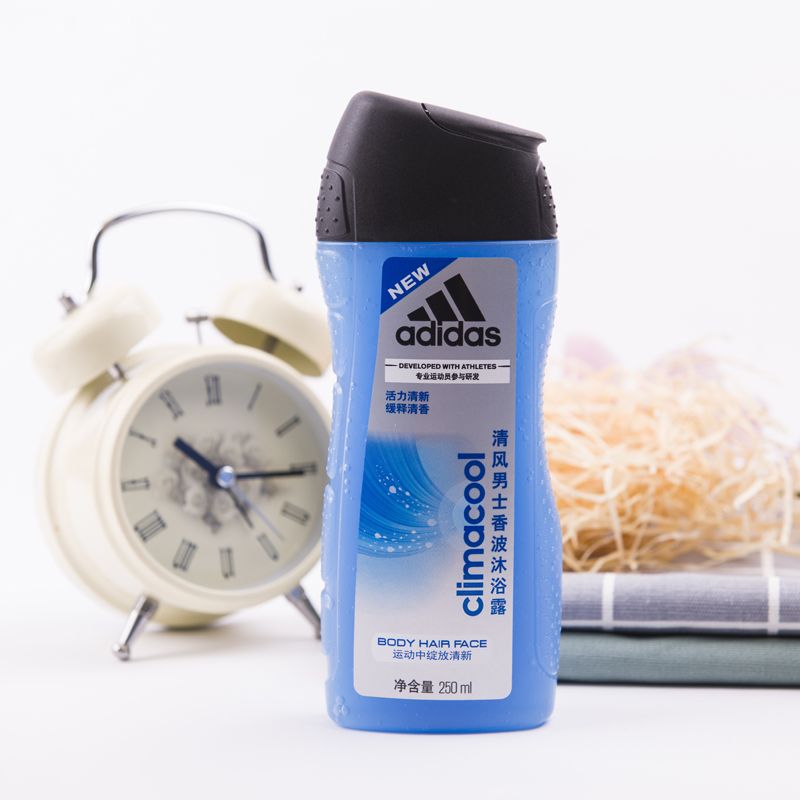 NEW
adidas
DEVELOPED WITH ATHLETES
专业运动员参与研发
活力清新
缓释清香
清风男士香波沐浴露
climacool
BODY HAIR FACE
运动中绽放清新
净含量 250 ml